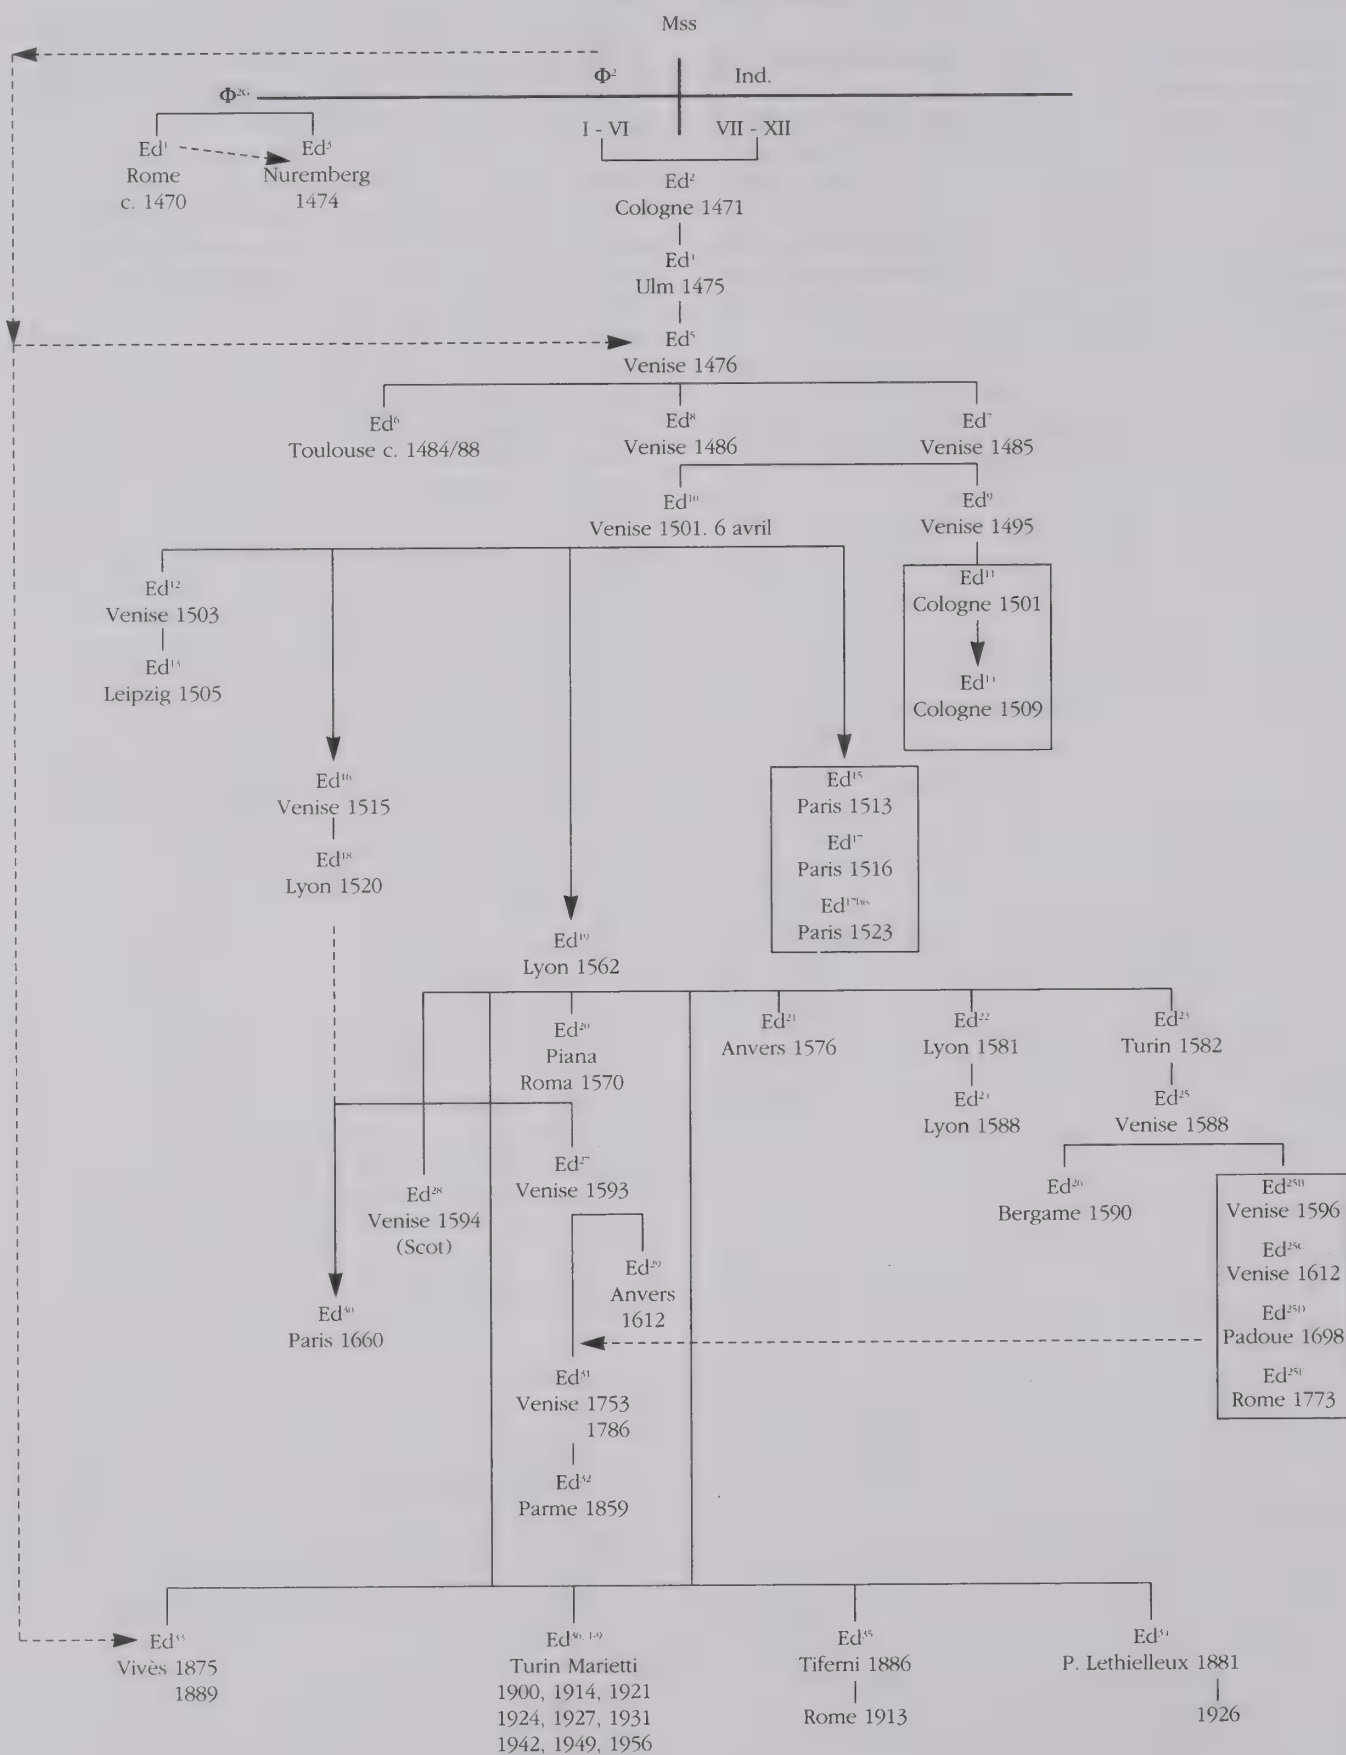 Mss
Φ² Ind.
Φ²ᴳ
I - VI VII - XII
Ed¹ Ed³
Rome Nuremberg
c. 1470 1474
Ed²
Cologne 1471
Ed⁴
Ulm 1475
Ed⁵
Venise 1476
Ed⁶ Ed⁸ Ed⁷
Toulouse c. 1484/88 Venise 1486 Venise 1485
Ed¹⁰ Ed⁹
Venise 1501. 6 avril Venise 1495
Ed¹² Ed¹¹
Venise 1503 Cologne 1501
Ed¹³ Ed¹⁴
Leipzig 1505 Cologne 1509
Ed¹⁶ Ed¹⁵
Venise 1515 Paris 1513
Ed¹⁸ Ed¹⁷
Lyon 1520 Paris 1516
Ed¹⁷ᵇⁱˢ
Paris 1523
Ed¹⁹
Lyon 1562
Ed²⁰ Ed²¹ Ed²² Ed²³
Piana Anvers 1576 Lyon 1581 Turin 1582
Roma 1570
Ed²⁴ Ed²⁵
Lyon 1588 Venise 1588
Ed²⁷
Venise 1593
Ed²⁸ Ed²⁶ Ed²⁵ᴮ
Venise 1594 Bergame 1590 Venise 1596
(Scot)
Ed²⁵ᶜ
Venise 1612
Ed²⁹
Anvers
1612
Ed³⁰ Ed²⁵ᴰ
Paris 1660 Padoue 1698
Ed³¹ Ed²⁵ᴱ
Venise 1753 Rome 1773
1786
Ed³²
Parme 1859
Ed³³ Ed³⁶, ¹⁻⁹ Ed³⁵ Ed³⁴
Vivès 1875 Turin Marietti Tiferni 1886 P. Lethielleux 1881
1889 1900, 1914, 1921
1924, 1927, 1931 Rome 1913 1926
1942, 1949, 1956